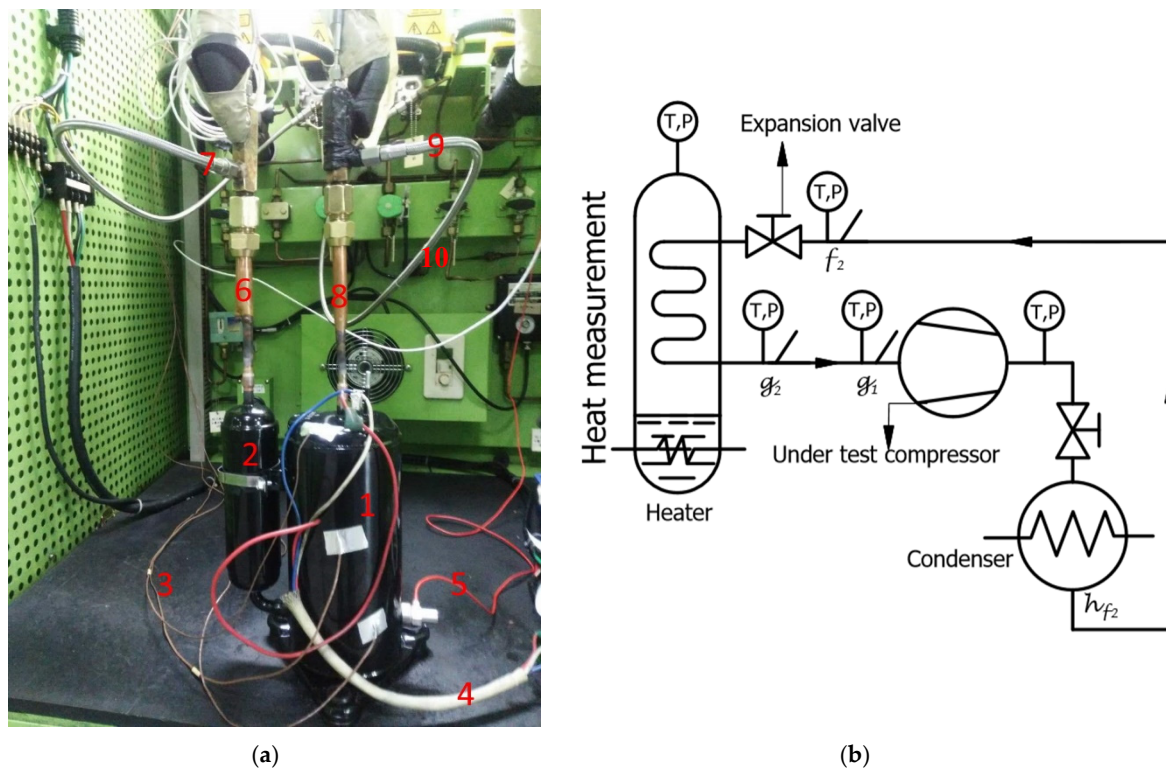 7
9
10
6
8
2
1
3
5
4
(a)
T,P
Expansion valve
T,P
f2
Heat measurement
T,P
T,P
T,P
g2
g1
Under test compressor
Heater
Condenser
hf2
(b)